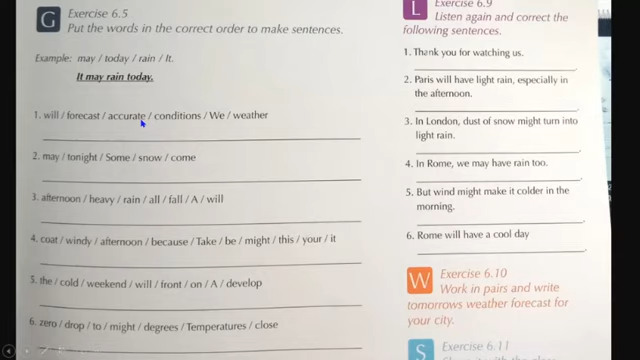 G
Exercise 6.5
Put the words in the correct order to make sentences.
Example: may / today / rain / It.
It may rain today.
1. will / forecast / accurate / conditions / We / weather
2. may / tonight / Some / snow / come
3. afternoon / heavy / rain / all / fall / A / will
4. coat / windy / afternoon / because / Take / be / might / this / your / it
5. the / cold / weekend / will / front / on / A / develop
6. zero / drop / to / might / degrees / Temperatures / close
L
Exercise 6.9
Listen again and correct the
following sentences.
1. Thank you for watching us.
2. Paris will have light rain, especially in
the afternoon.
3. In London, dust of snow might turn into
light rain.
4. In Rome, we may have rain too.
5. But wind might make it colder in the
morning.
6. Rome will have a cool day
W
Exercise 6.10
Work in pairs and write
tomorrows weather forecast for
your city.
S
Exercise 6.11